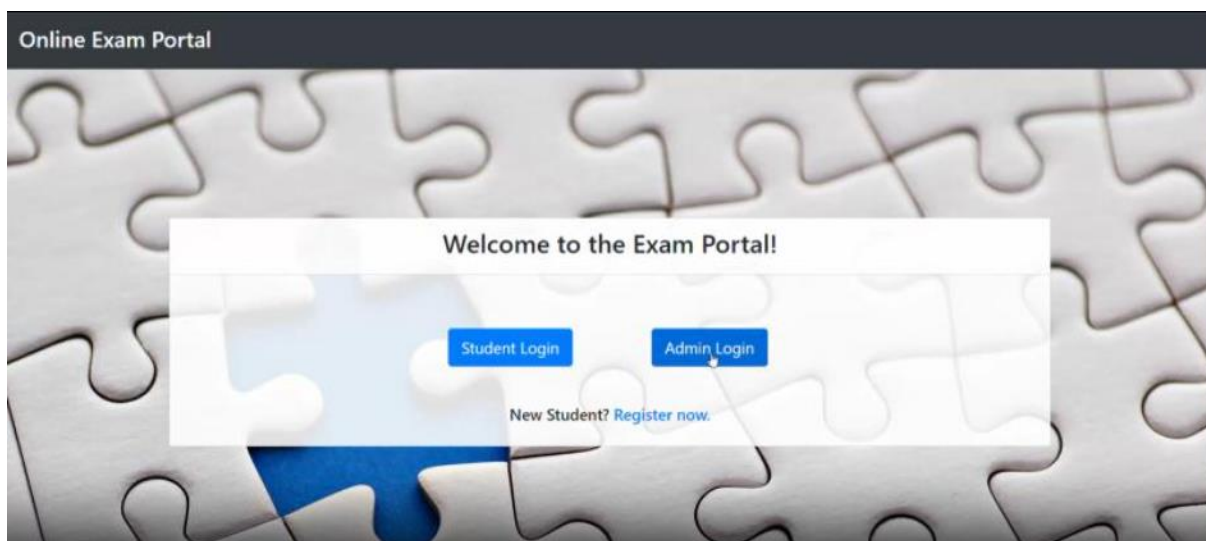 Online Exam Portal
Welcome to the Exam Portal!
Student Login Admin Login
New Student? Register now.